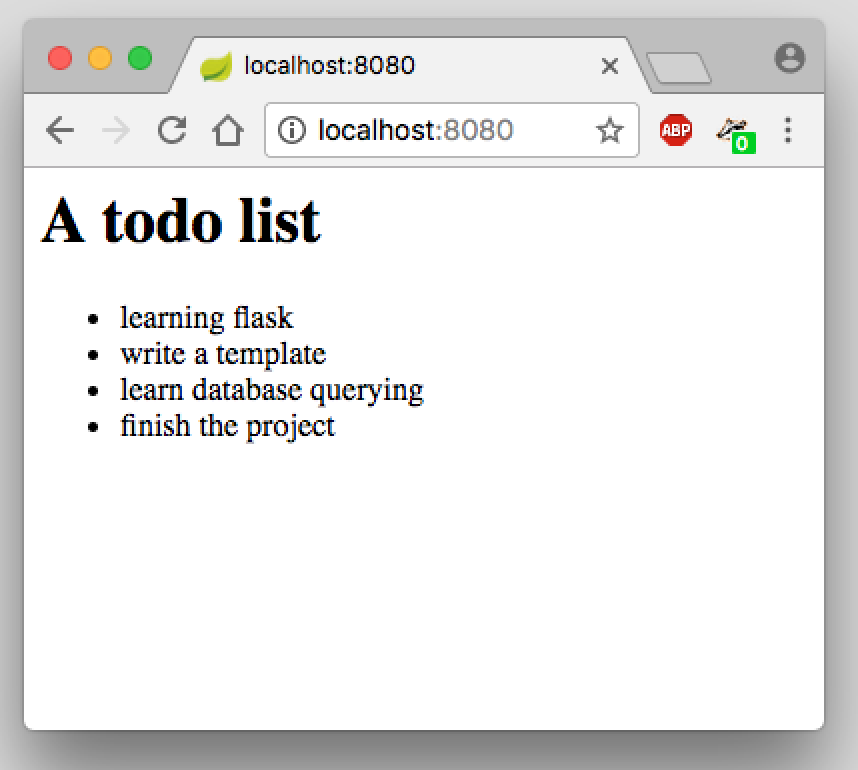 localhost:8080
localhost:8080
ABP
0
A todo list
learning flask
write a template
learn database querying
finish the project